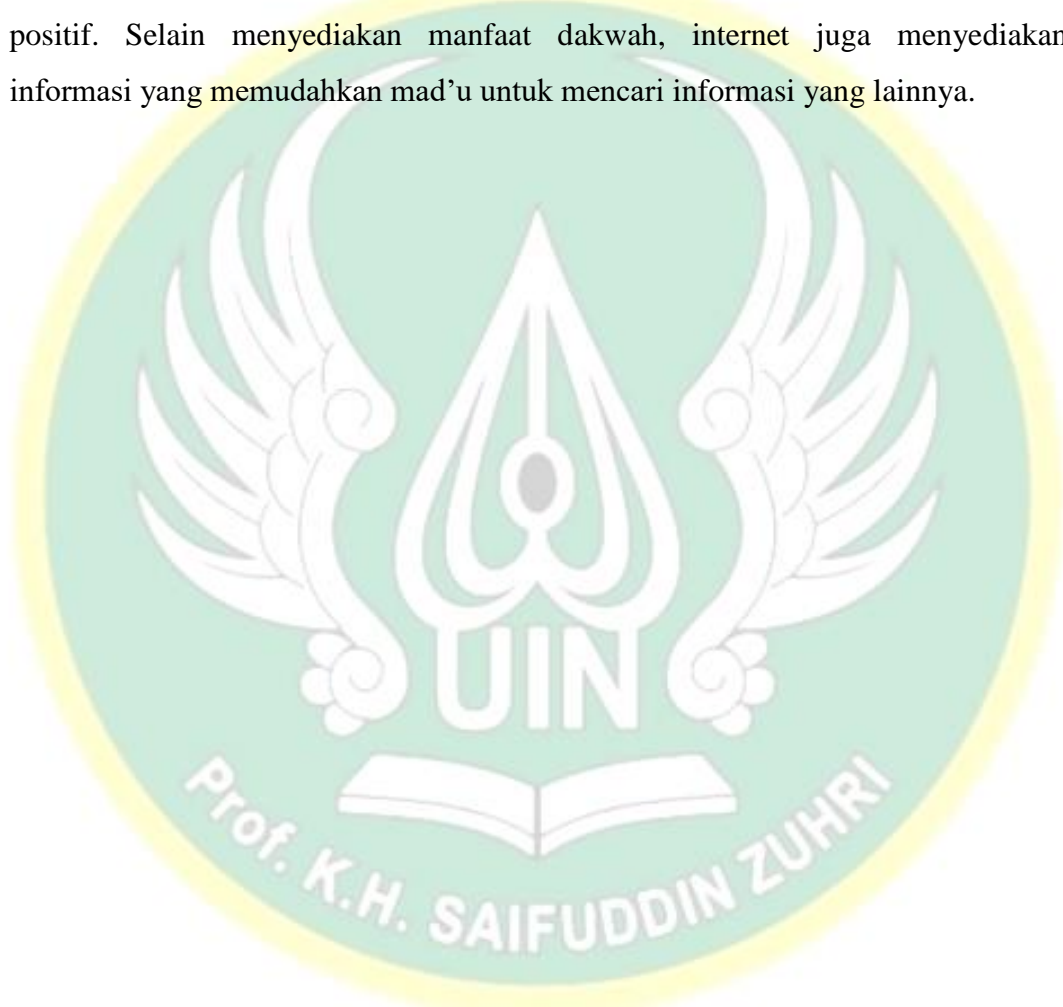 positif. Selain menyediakan manfaat dakwah, internet juga menyediakan
informasi yang memudahkan mad’u untuk mencari informasi yang lainnya.
UIN
Prof. K.H. SAIFUDDIN ZUHRI